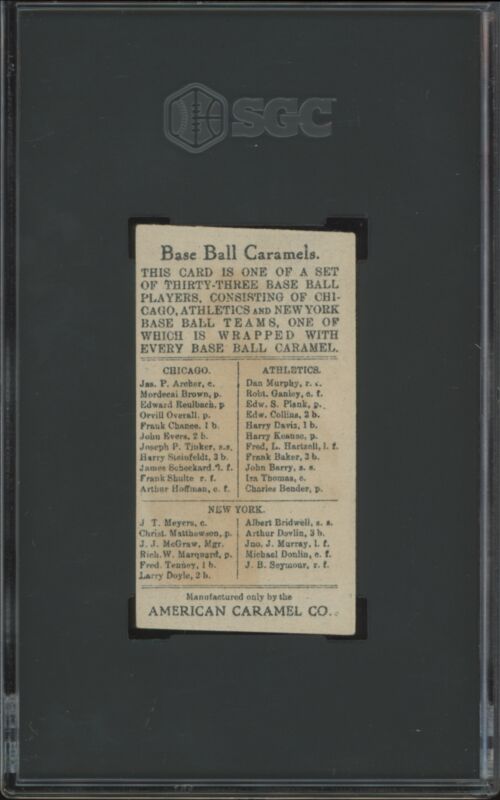 SGC
Base Ball Caramels.
THIS CARD IS ONE OF A SET
OF THIRTY-THREE BASE BALL
PLAYERS, CONSISTING OF CHI-
CAGO, ATHLETICS AND NEW YORK
BASE BALL TEAMS, ONE OF
WHICH IS WRAPPED WITH
EVERY BASE BALL CARAMEL.
CHICAGO.
Jas. P. Archer, c.
Mordecai Brown, p.
Edward Reulbach, p
Orvill Overall, p.
Frank Chance, 1 b.
John Evers, 2 b.
Joseph P. Tinker, s.s.
Harry Steinfeldt, 3 b.
James Scheckard, l. f.
Frank Shulte r. f.
Arthur Hoffman, c. f.
ATHLETICS.
Dan Murphy, r. f.
Robt. Ganley, c. f.
Edw. S. Plank, p.
Edw. Collins, 2 b.
Harry Davis, 1 b.
Harry Krause, p.
Fred, L. Hartzell, l. f.
Frank Baker, 3 b.
John Barry, s. s.
Ira Thomas, c.
Charles Bender, p.
NEW YORK.
J T. Meyers, c.
Christ. Matthewson, p.
J. J. McGraw, Mgr.
Rich. W. Marquard, p.
Fred. Tenney, 1 b.
Larry Doyle, 2 b.
Albert Bridwell, s. s.
Arthur Devlin, 3 b.
Jno. J. Murray, l. f.
Michael Donlin, c. f.
J. B. Seymour, r. f.
Manufactured only by the
AMERICAN CARAMEL CO.